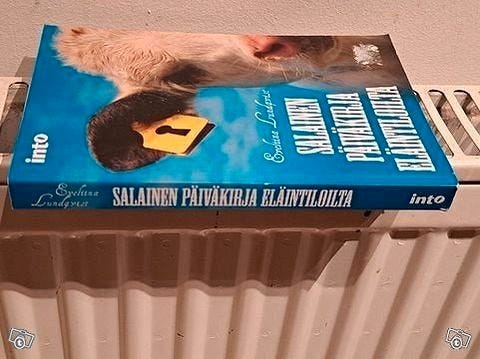 into
Eveliina Lundqvist
SALAINEN
PÄIVÄKIRJA
ELÄINTILOILTA
Eveliina
Lundqvist
SALAINEN PÄIVÄKIRJA ELÄINTILOILTA
into